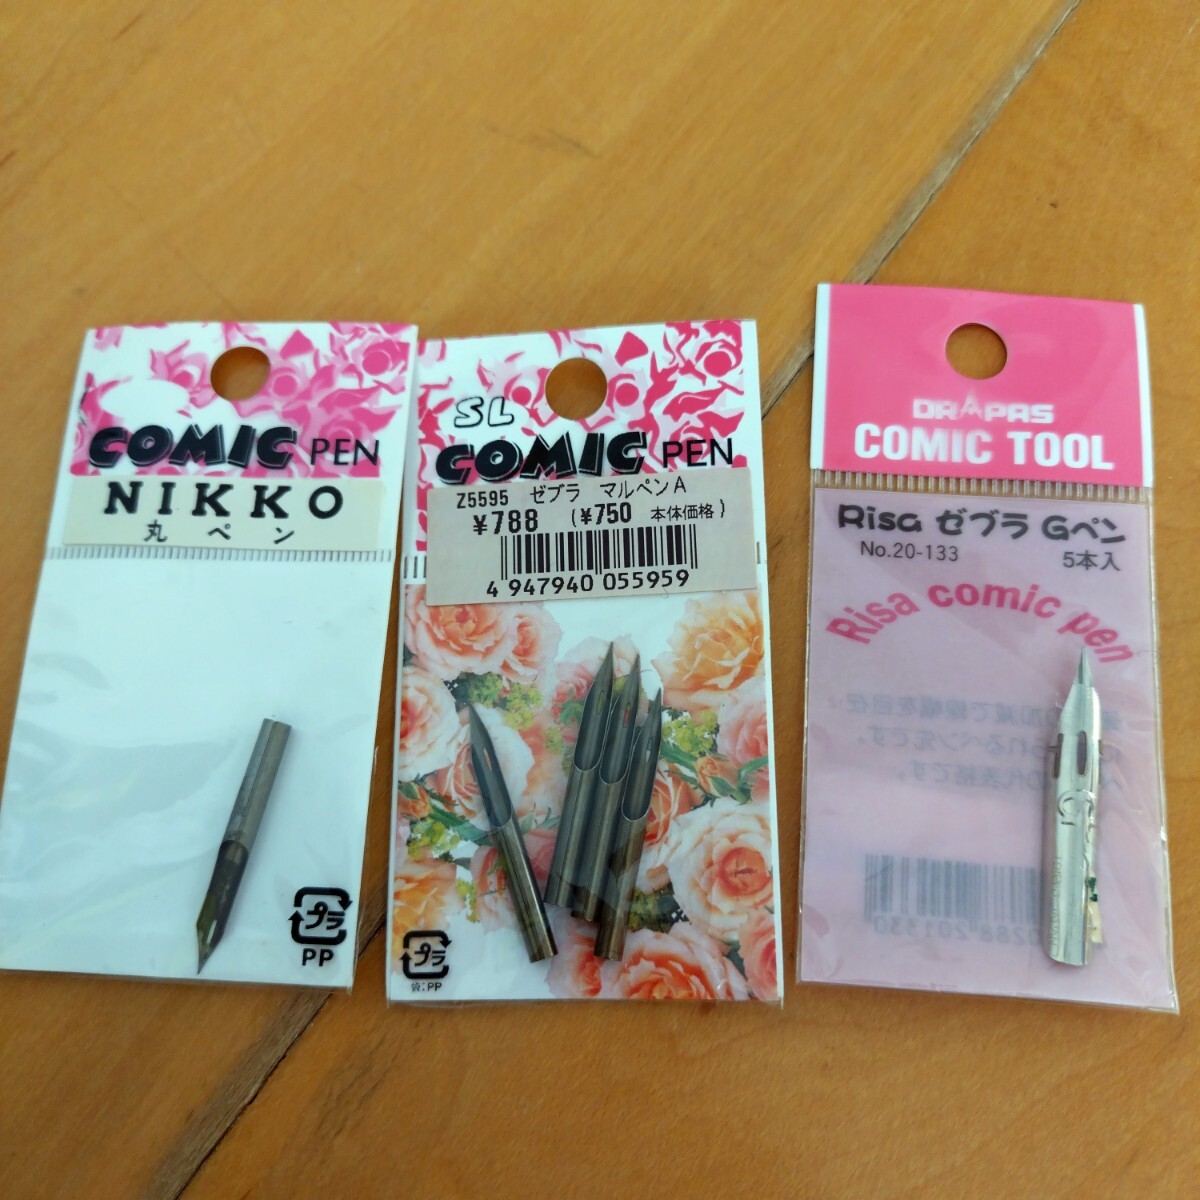 COMIC PEN
NIKKO
丸ペン
プラ
PP
SL
COMIC PEN
Z5595 ゼブラ マルペンA
¥788 (¥750 本体価格)
4 947940 055959
プラ
袋:PP
DRAPAS
COMIC TOOL
Risa ゼブラ Gペン
No.20-133 5本入
Risa comic pen